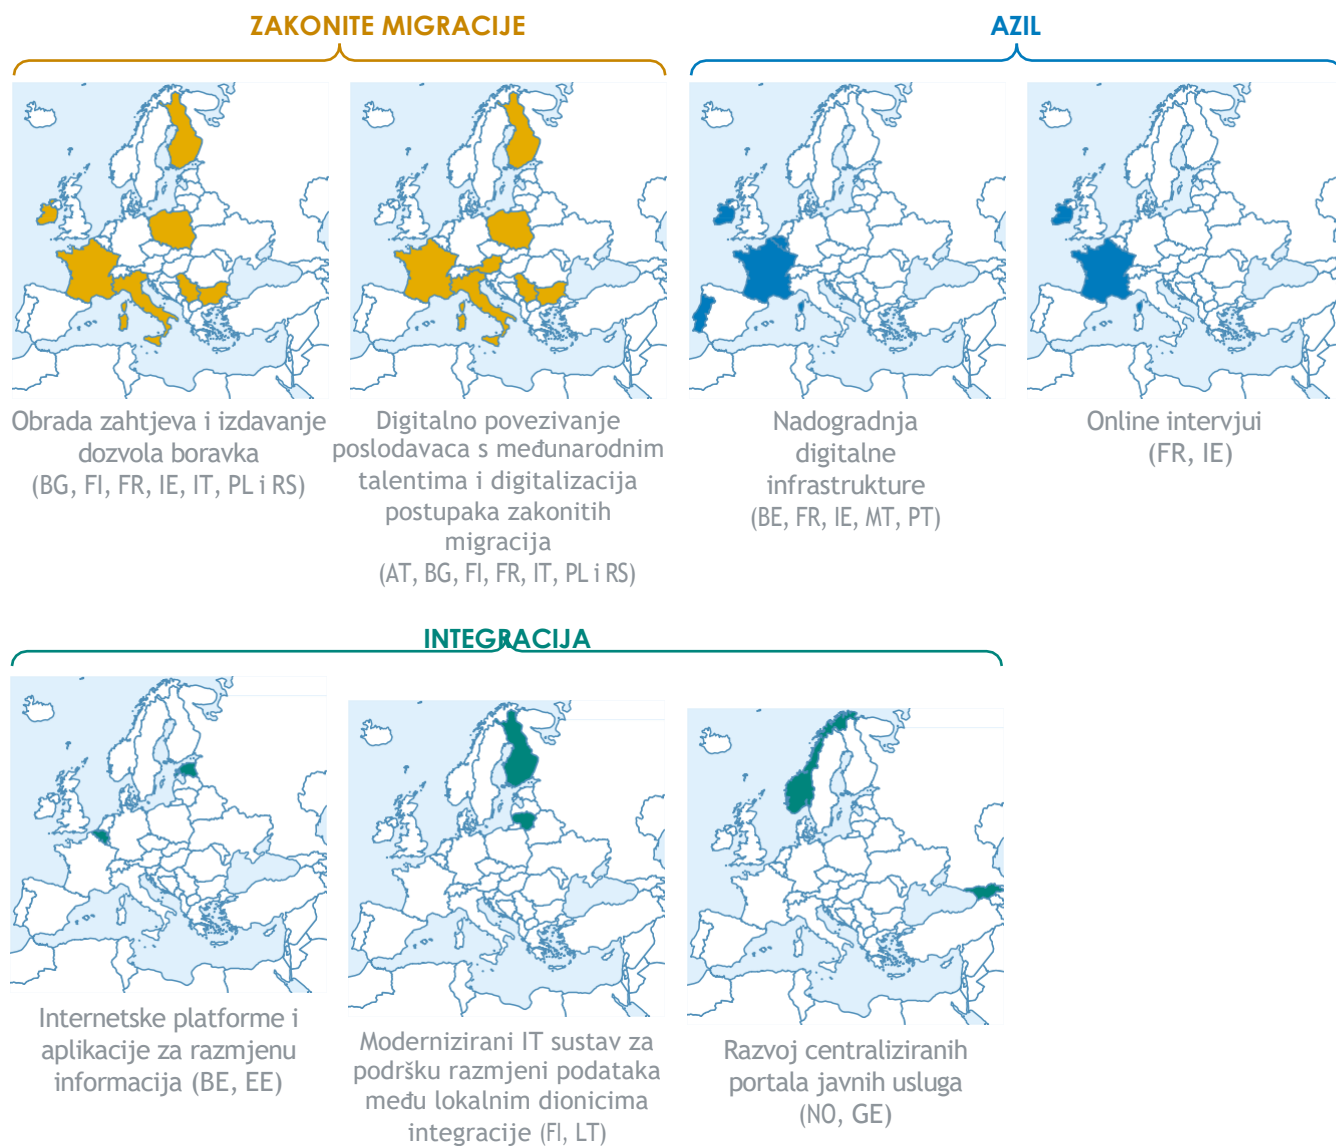 ZAKONITE MIGRACIJE
AZIL
Obrada zahtjeva i izdavanje
dozvola boravka
(BG, FI, FR, IE, IT, PL i RS)
Digitalno povezivanje
poslodavaca s međunarodnim
talentima i digitalizacija
postupaka zakonitih
migracija
(AT, BG, FI, FR, IT, PL i RS)
Nadogradnja
digitalne
infrastrukture
(BE, FR, IE, MT, PT)
Online intervjui
(FR, IE)
INTEGRACIJA
Internetske platforme i
aplikacije za razmjenu
informacija (BE, EE)
Modernizirani IT sustav za
podršku razmjeni podataka
među lokalnim dionicima
integracije (FI, LT)
Razvoj centraliziranih
portala javnih usluga
(NO, GE)